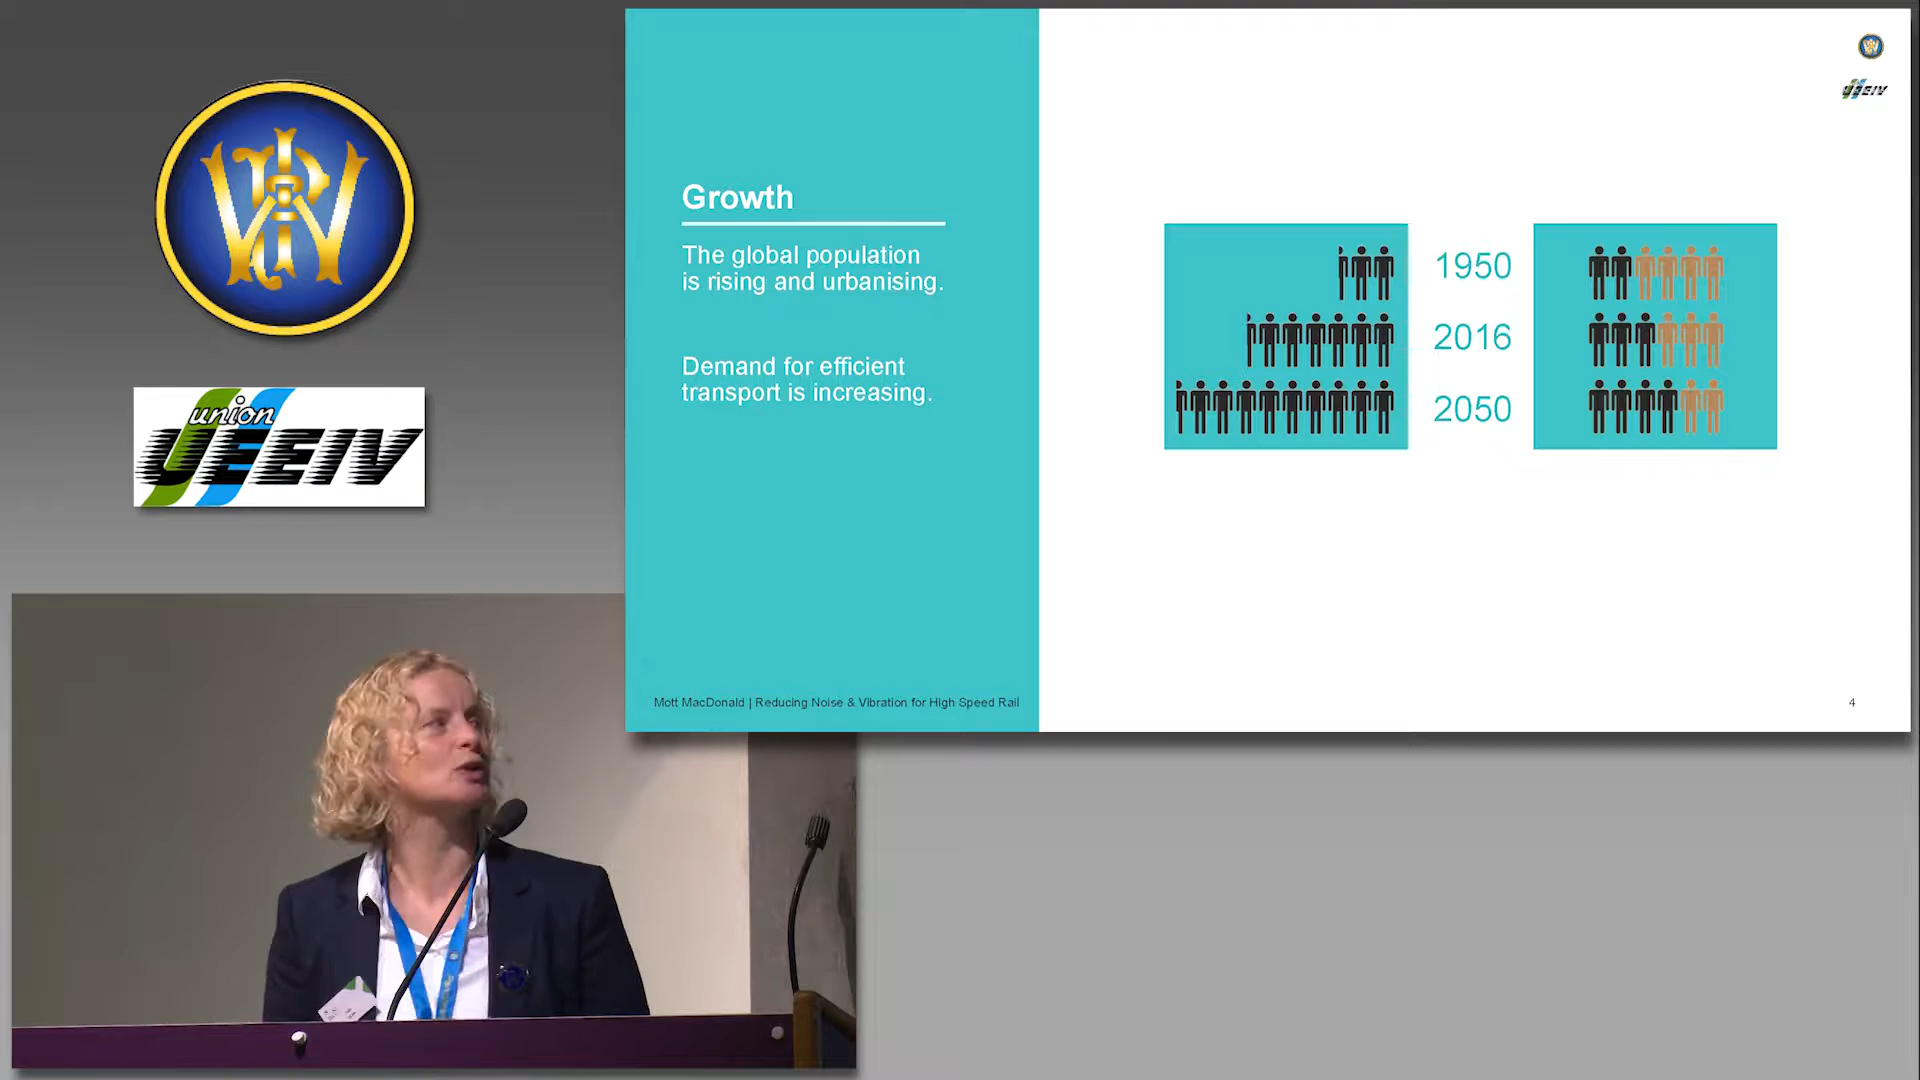 union
UEEIV
Growth
The global population
is rising and urbanising.
Demand for efficient
transport is increasing.
1950
2016
2050
UEEIV
Mott MacDonald | Reducing Noise & Vibration for High Speed Rail
4